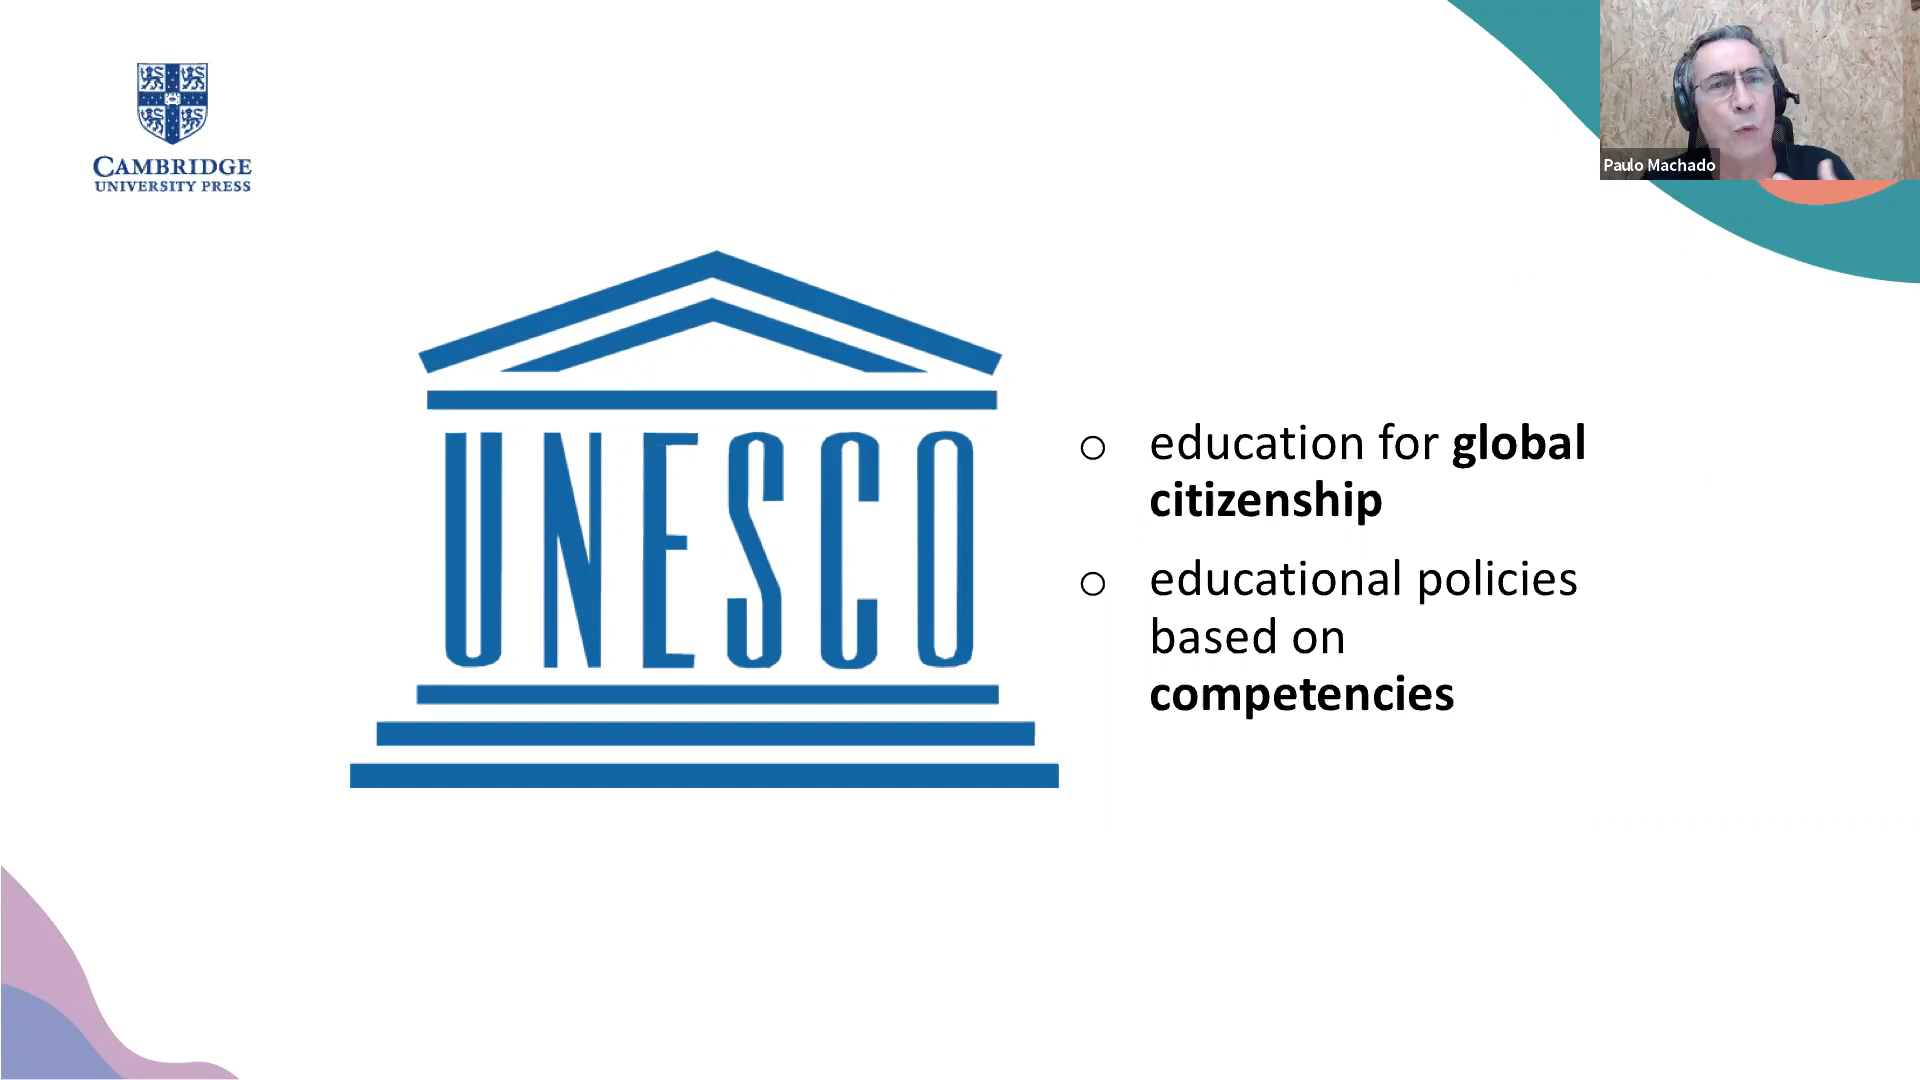 CAMBRIDGE
UNIVERSITY PRESS
Paulo Machado
UNESCO
education for global
citizenship
educational policies
based on
competencies